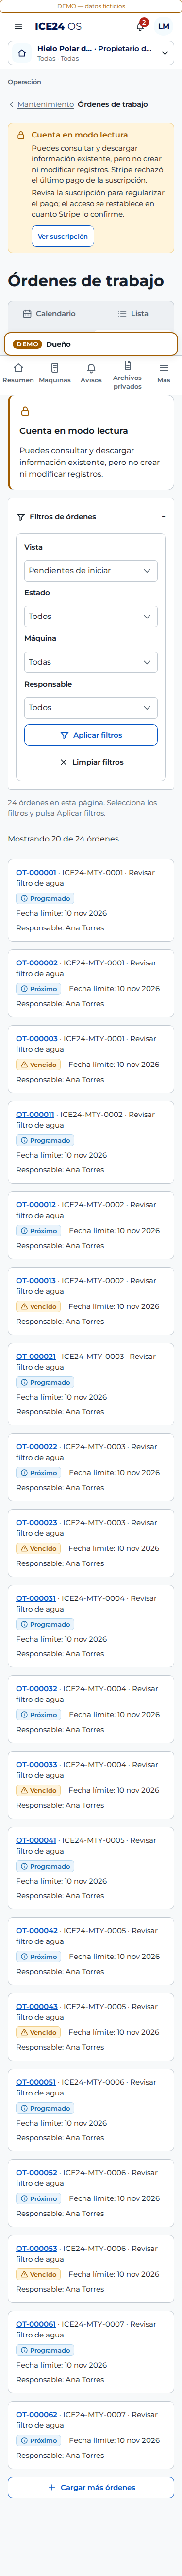 DEMO — datos ficticios
ICE24 OS
2
LM
Hielo Polar d... · Propietario d...
Todas · Todas
Operación
Mantenimiento Órdenes de trabajo
Cuenta en modo lectura
Puedes consultar y descargar
información existente, pero no crear
ni modificar registros. Stripe rechazó
el último pago de la suscripción.
Revisa la suscripción para regularizar
el pago; el acceso se restablece en
cuanto Stripe lo confirme.
Ver suscripción
Órdenes de trabajo
Calendario
Lista
DEMO Dueño
Resumen
Máquinas
Avisos
Archivos
privados
Más
Cuenta en modo lectura
Puedes consultar y descargar
información existente, pero no crear
ni modificar registros.
Filtros de órdenes
Vista
Pendientes de iniciar
Estado
Todos
Máquina
Todas
Responsable
Todos
Aplicar filtros
Limpiar filtros
24 órdenes en esta página. Selecciona los
filtros y pulsa Aplicar filtros.
Mostrando 20 de 24 órdenes
OT-000001 · ICE24-MTY-0001 · Revisar
filtro de agua
Programado
Fecha límite: 10 nov 2026
Responsable: Ana Torres
OT-000002 · ICE24-MTY-0001 · Revisar
filtro de agua
Próximo Fecha límite: 10 nov 2026
Responsable: Ana Torres
OT-000003 · ICE24-MTY-0001 · Revisar
filtro de agua
Vencido Fecha límite: 10 nov 2026
Responsable: Ana Torres
OT-000011 · ICE24-MTY-0002 · Revisar
filtro de agua
Programado
Fecha límite: 10 nov 2026
Responsable: Ana Torres
OT-000012 · ICE24-MTY-0002 · Revisar
filtro de agua
Próximo Fecha límite: 10 nov 2026
Responsable: Ana Torres
OT-000013 · ICE24-MTY-0002 · Revisar
filtro de agua
Vencido Fecha límite: 10 nov 2026
Responsable: Ana Torres
OT-000021 · ICE24-MTY-0003 · Revisar
filtro de agua
Programado
Fecha límite: 10 nov 2026
Responsable: Ana Torres
OT-000022 · ICE24-MTY-0003 · Revisar
filtro de agua
Próximo Fecha límite: 10 nov 2026
Responsable: Ana Torres
OT-000023 · ICE24-MTY-0003 · Revisar
filtro de agua
Vencido Fecha límite: 10 nov 2026
Responsable: Ana Torres
OT-000031 · ICE24-MTY-0004 · Revisar
filtro de agua
Programado
Fecha límite: 10 nov 2026
Responsable: Ana Torres
OT-000032 · ICE24-MTY-0004 · Revisar
filtro de agua
Próximo Fecha límite: 10 nov 2026
Responsable: Ana Torres
OT-000033 · ICE24-MTY-0004 · Revisar
filtro de agua
Vencido Fecha límite: 10 nov 2026
Responsable: Ana Torres
OT-000041 · ICE24-MTY-0005 · Revisar
filtro de agua
Programado
Fecha límite: 10 nov 2026
Responsable: Ana Torres
OT-000042 · ICE24-MTY-0005 · Revisar
filtro de agua
Próximo Fecha límite: 10 nov 2026
Responsable: Ana Torres
OT-000043 · ICE24-MTY-0005 · Revisar
filtro de agua
Vencido Fecha límite: 10 nov 2026
Responsable: Ana Torres
OT-000051 · ICE24-MTY-0006 · Revisar
filtro de agua
Programado
Fecha límite: 10 nov 2026
Responsable: Ana Torres
OT-000052 · ICE24-MTY-0006 · Revisar
filtro de agua
Próximo Fecha límite: 10 nov 2026
Responsable: Ana Torres
OT-000053 · ICE24-MTY-0006 · Revisar
filtro de agua
Vencido Fecha límite: 10 nov 2026
Responsable: Ana Torres
OT-000061 · ICE24-MTY-0007 · Revisar
filtro de agua
Programado
Fecha límite: 10 nov 2026
Responsable: Ana Torres
OT-000062 · ICE24-MTY-0007 · Revisar
filtro de agua
Próximo Fecha límite: 10 nov 2026
Responsable: Ana Torres
Cargar más órdenes